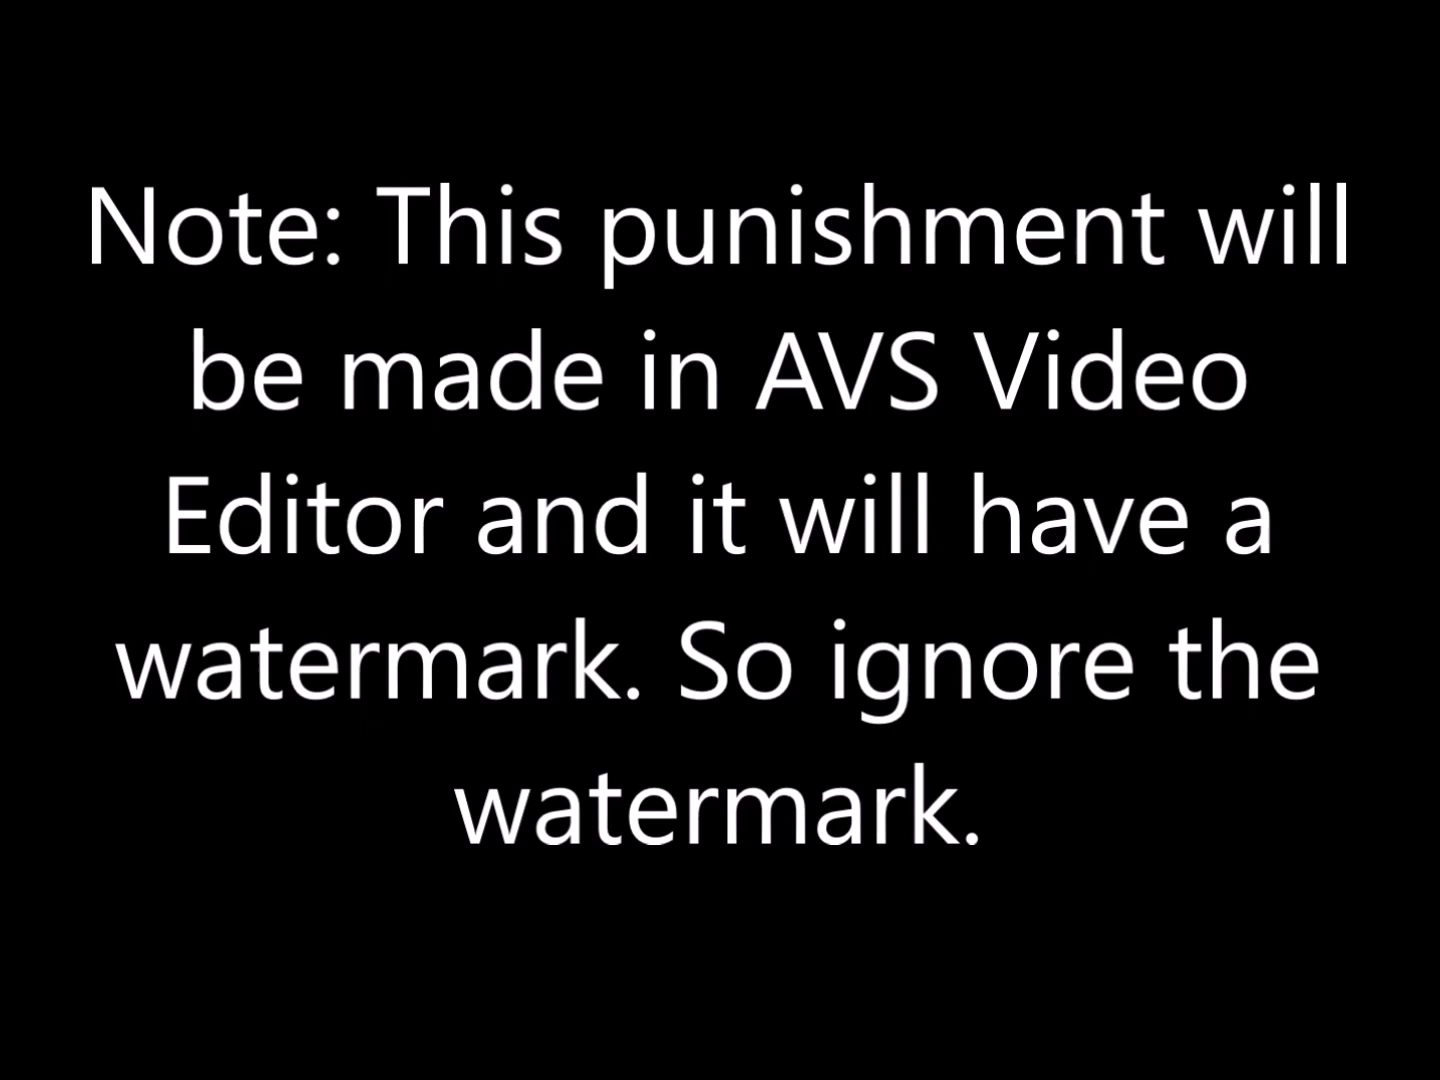 Note: This punishment will
be made in AVS Video
Editor and it will have a
watermark. So ignore the
watermark.